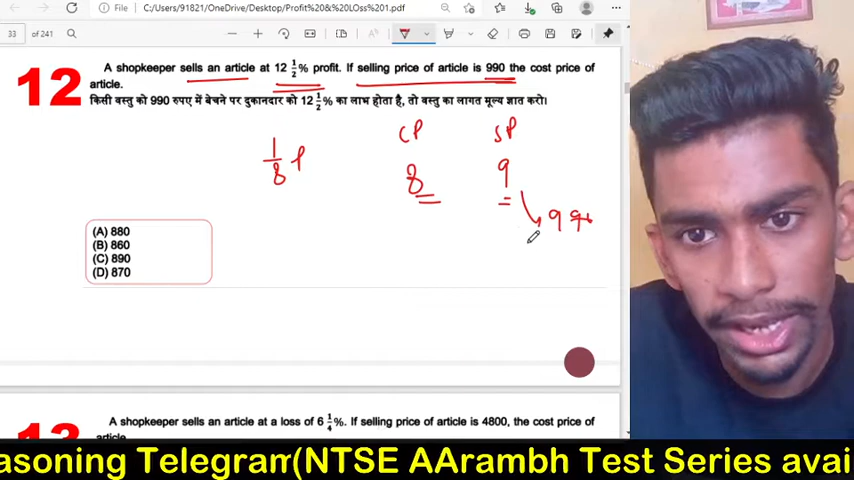 File
C:/Users/91821/OneDrive/Desktop/Profit%20&%20LOss%201.pdf
33 of 241
12 A shopkeeper sells an article at 12 1/2% profit. If selling price of article is 990 the cost price of
article.
किसी वस्तु को 990 रुपए में बेचने पर दुकानदार को 12 1/2% का लाभ होता है, तो वस्तु का लागत मूल्य ज्ञात करो।
CP SP
1/8 P 8 9
990
(A) 880
(B) 860
(C) 890
(D) 870
13 A shopkeeper sells an article at a loss of 6 1/4%. If selling price of article is 4800, the cost price of
article.
asoning Telegram(NTSE AArambh Test Series avai